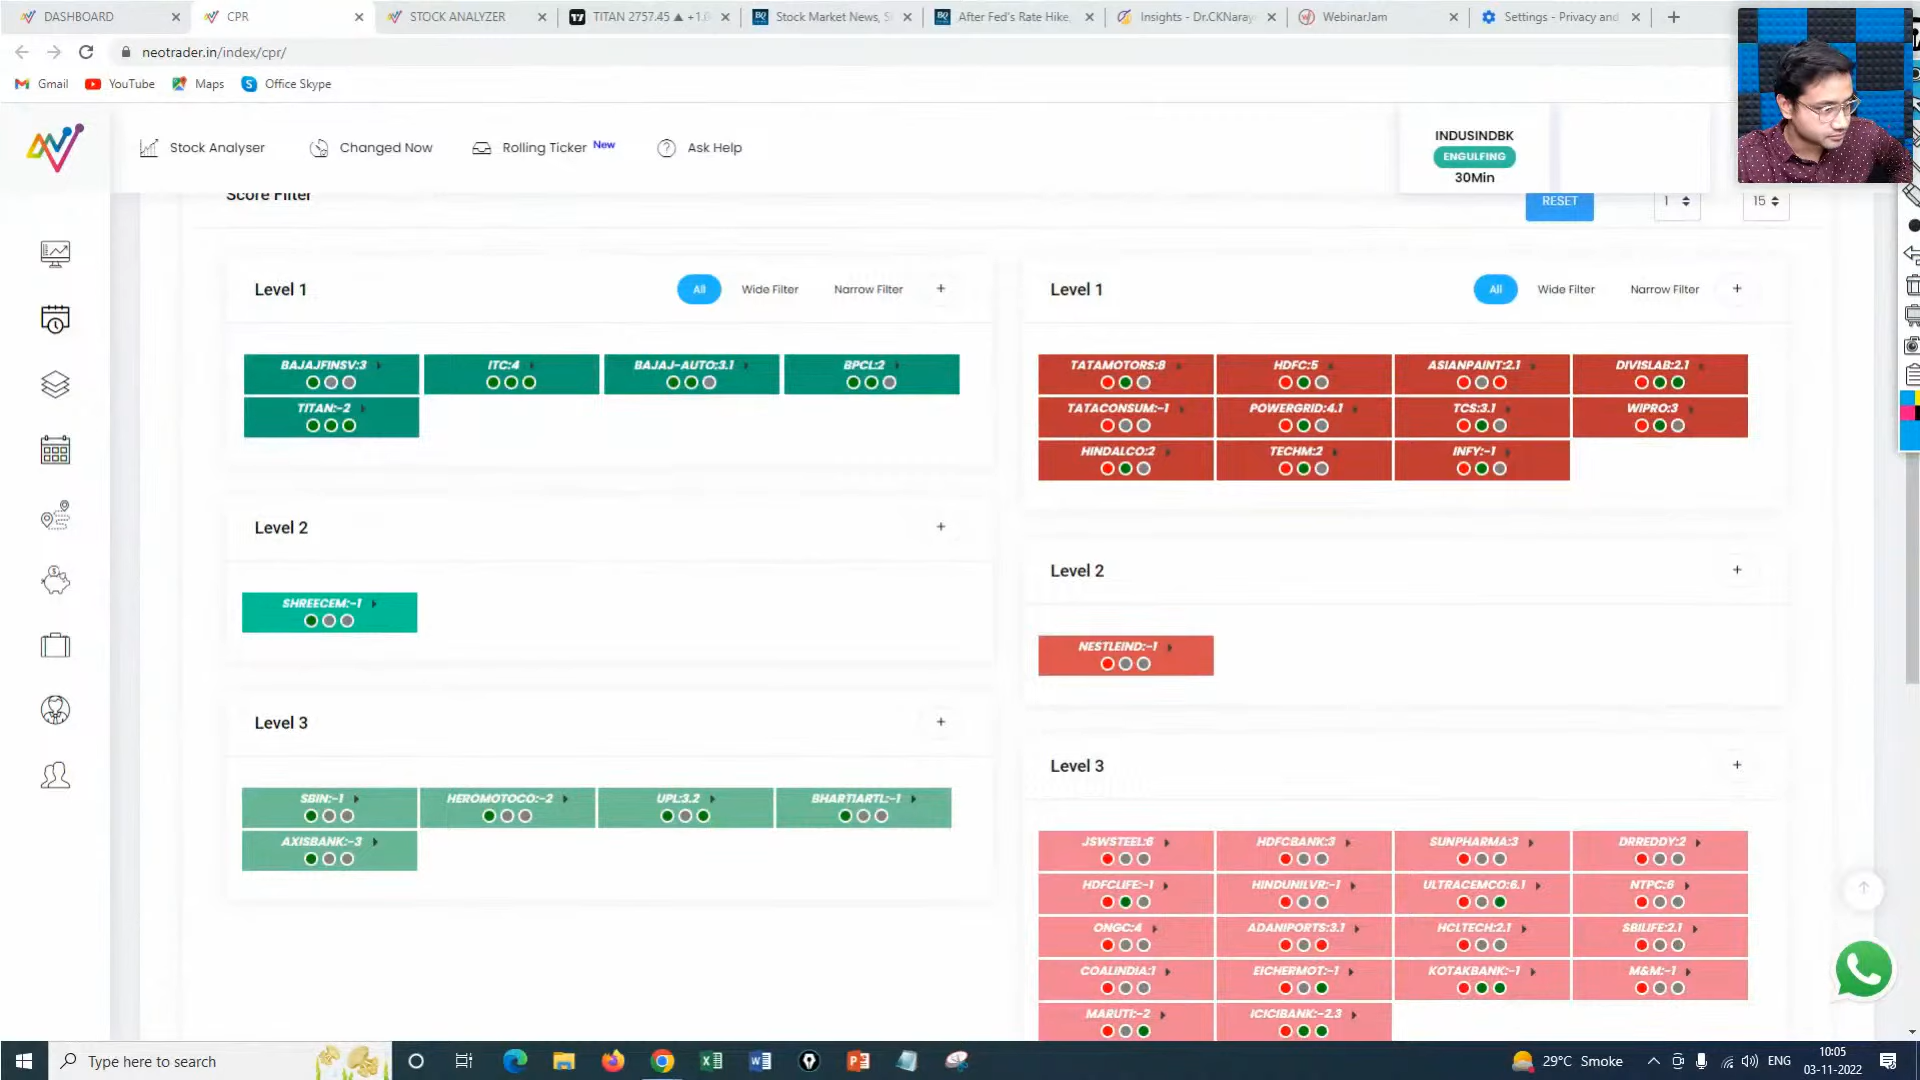 DASHBOARD
CPR
STOCK ANALYZER
TITAN 2757.45 ▲ +1.
Stock Market News, S
After Fed's Rate Hike,
Insights - Dr.CKNaray
WebinarJam
Settings - Privacy and
neotrader.in/index/cpr/
Gmail
YouTube
Maps
Office Skype
Stock Analyser
Changed Now
Rolling Ticker New
Ask Help
INDUSINDBK
ENGULFING
30Min
Score Filter
RESET
1
15
Level 1
All
Wide Filter
Narrow Filter
+
BAJAJFINSV:3
ITC:4
BAJAJ-AUTO:3.1
BPCL:2
TITAN:-2
Level 2
+
SHREECEM:-1
Level 3
+
SBIN:-1
HEROMOTOCO:-2
UPL:3.2
BHARTIARTL:-1
AXISBANK:-3
Level 1
All
Wide Filter
Narrow Filter
+
TATAMOTORS:8
HDFC:5
ASIANPAINT:2.1
DIVISLAB:2.1
TATACONSUM:-1
POWERGRID:4.1
TCS:3.1
WIPRO:3
HINDALCO:2
TECHM:2
INFY:-1
Level 2
+
NESTLEIND:-1
Level 3
+
JSWSTEEL:6
HDFCBANK:3
SUNPHARMA:3
DRREDDY:2
HDFCLIFE:-1
HINDUNILVR:-1
ULTRACEMCO:6.1
NTPC:6
ONGC:4
ADANIPORTS:3.1
HCLTECH:2.1
SBILIFE:2.1
COALINDIA:1
EICHERMOT:-1
KOTAKBANK:-1
M&M:-1
MARUTI:-2
ICICIBANK:-2.3
Type here to search
29°C Smoke
ENG
10:05
03-11-2022